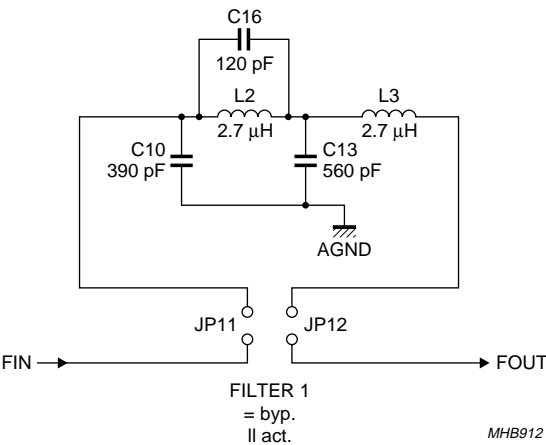 C16
120 pF
L2
2.7 μH
L3
2.7 μH
C10
390 pF
C13
560 pF
AGND
JP11
JP12
FIN
FOUT
FILTER 1
= byp.
ll act.
MHB912